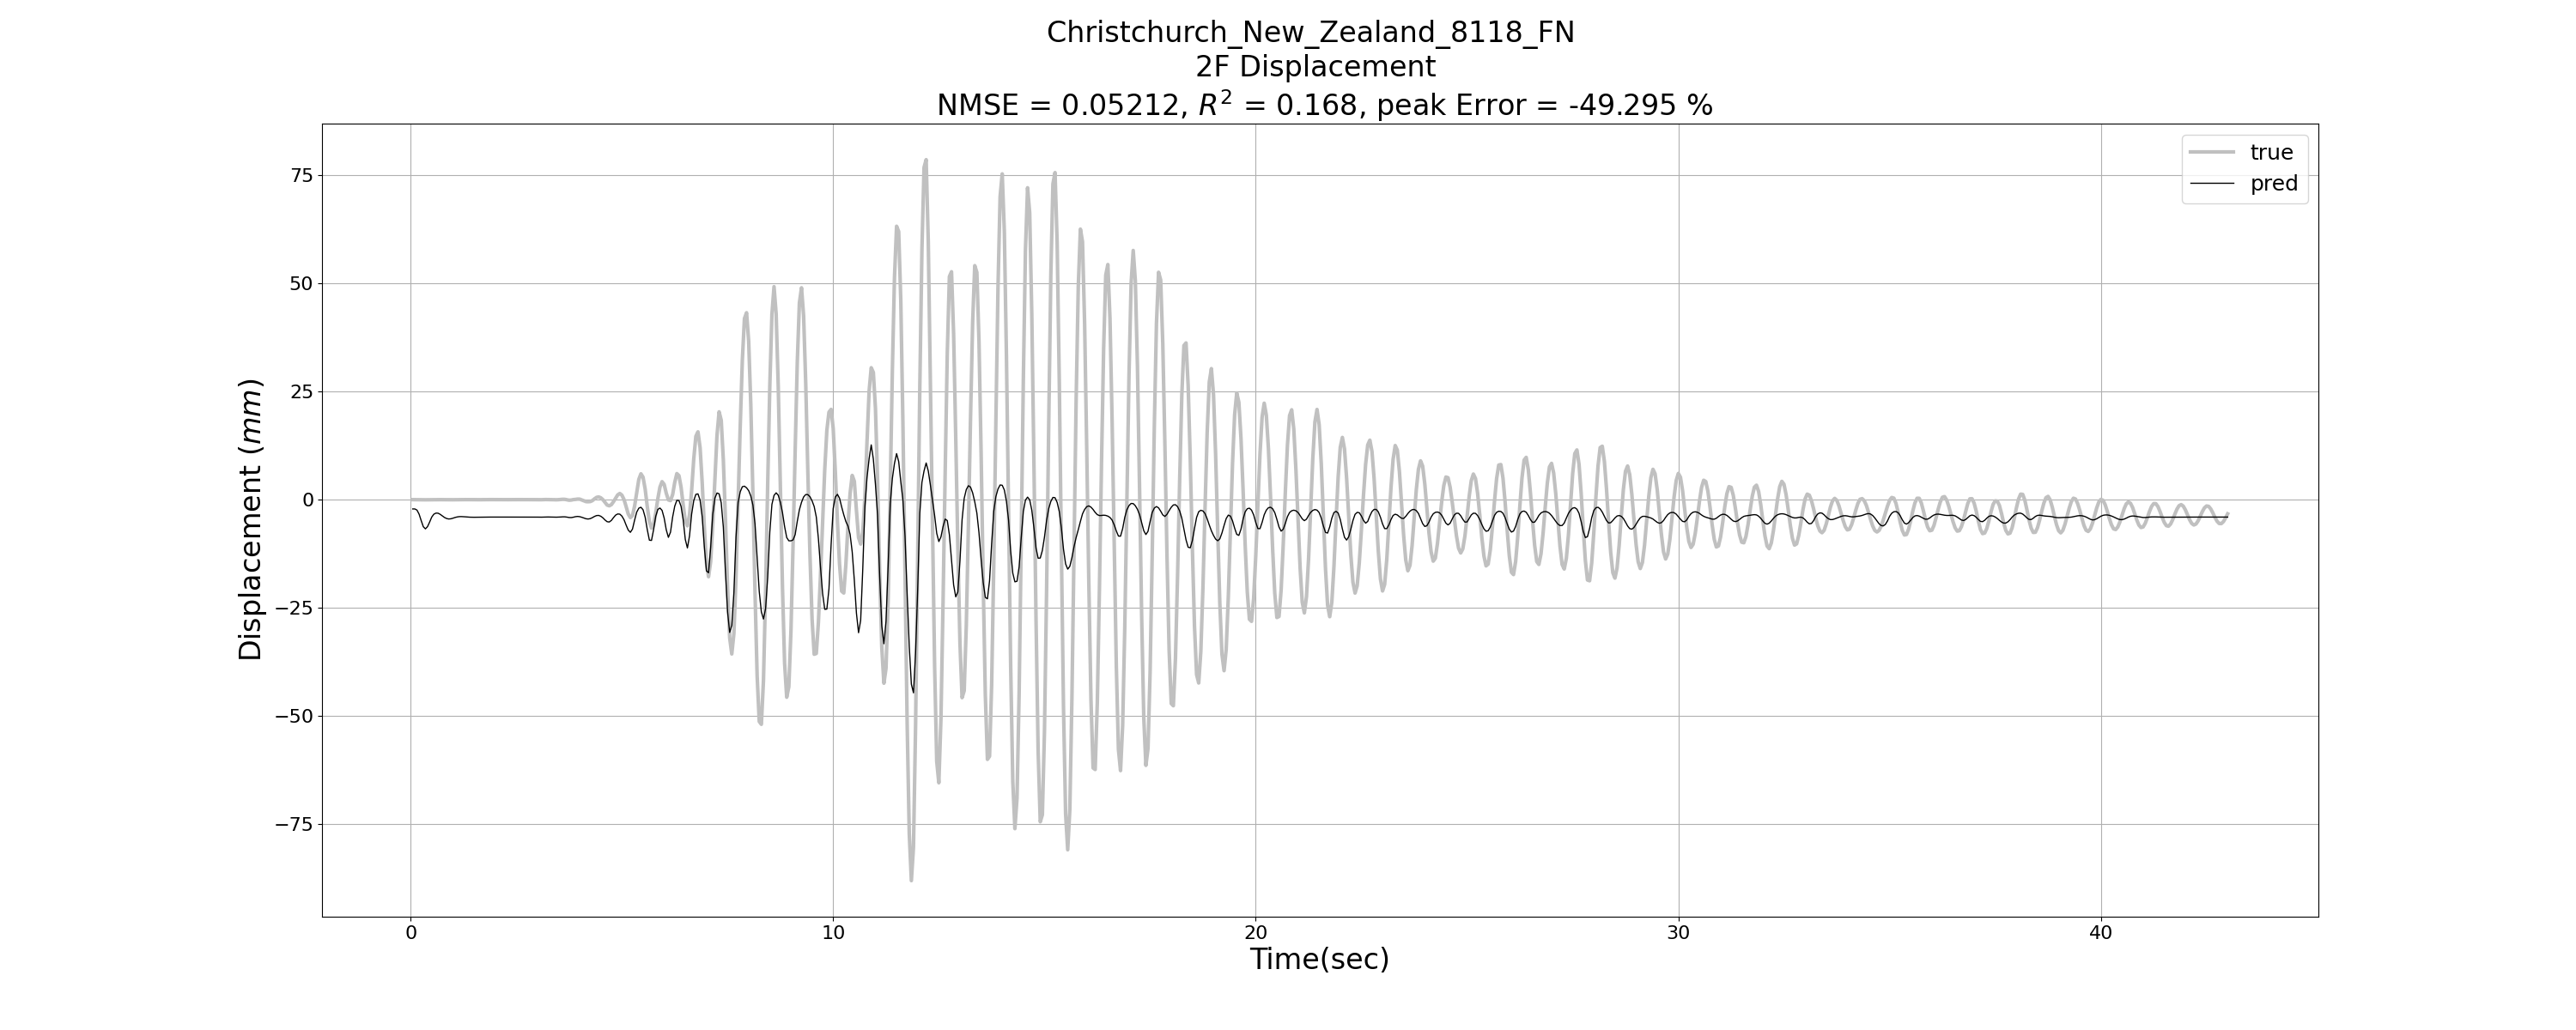 Christchurch_New_Zealand_8118_FN
2F Displacement
NMSE = 0.05212, R² = 0.168, peak Error = -49.295 %
true
pred
75
50
25
0
−25
−50
−75
Displacement (mm)
0 10 20 30 40
Time(sec)